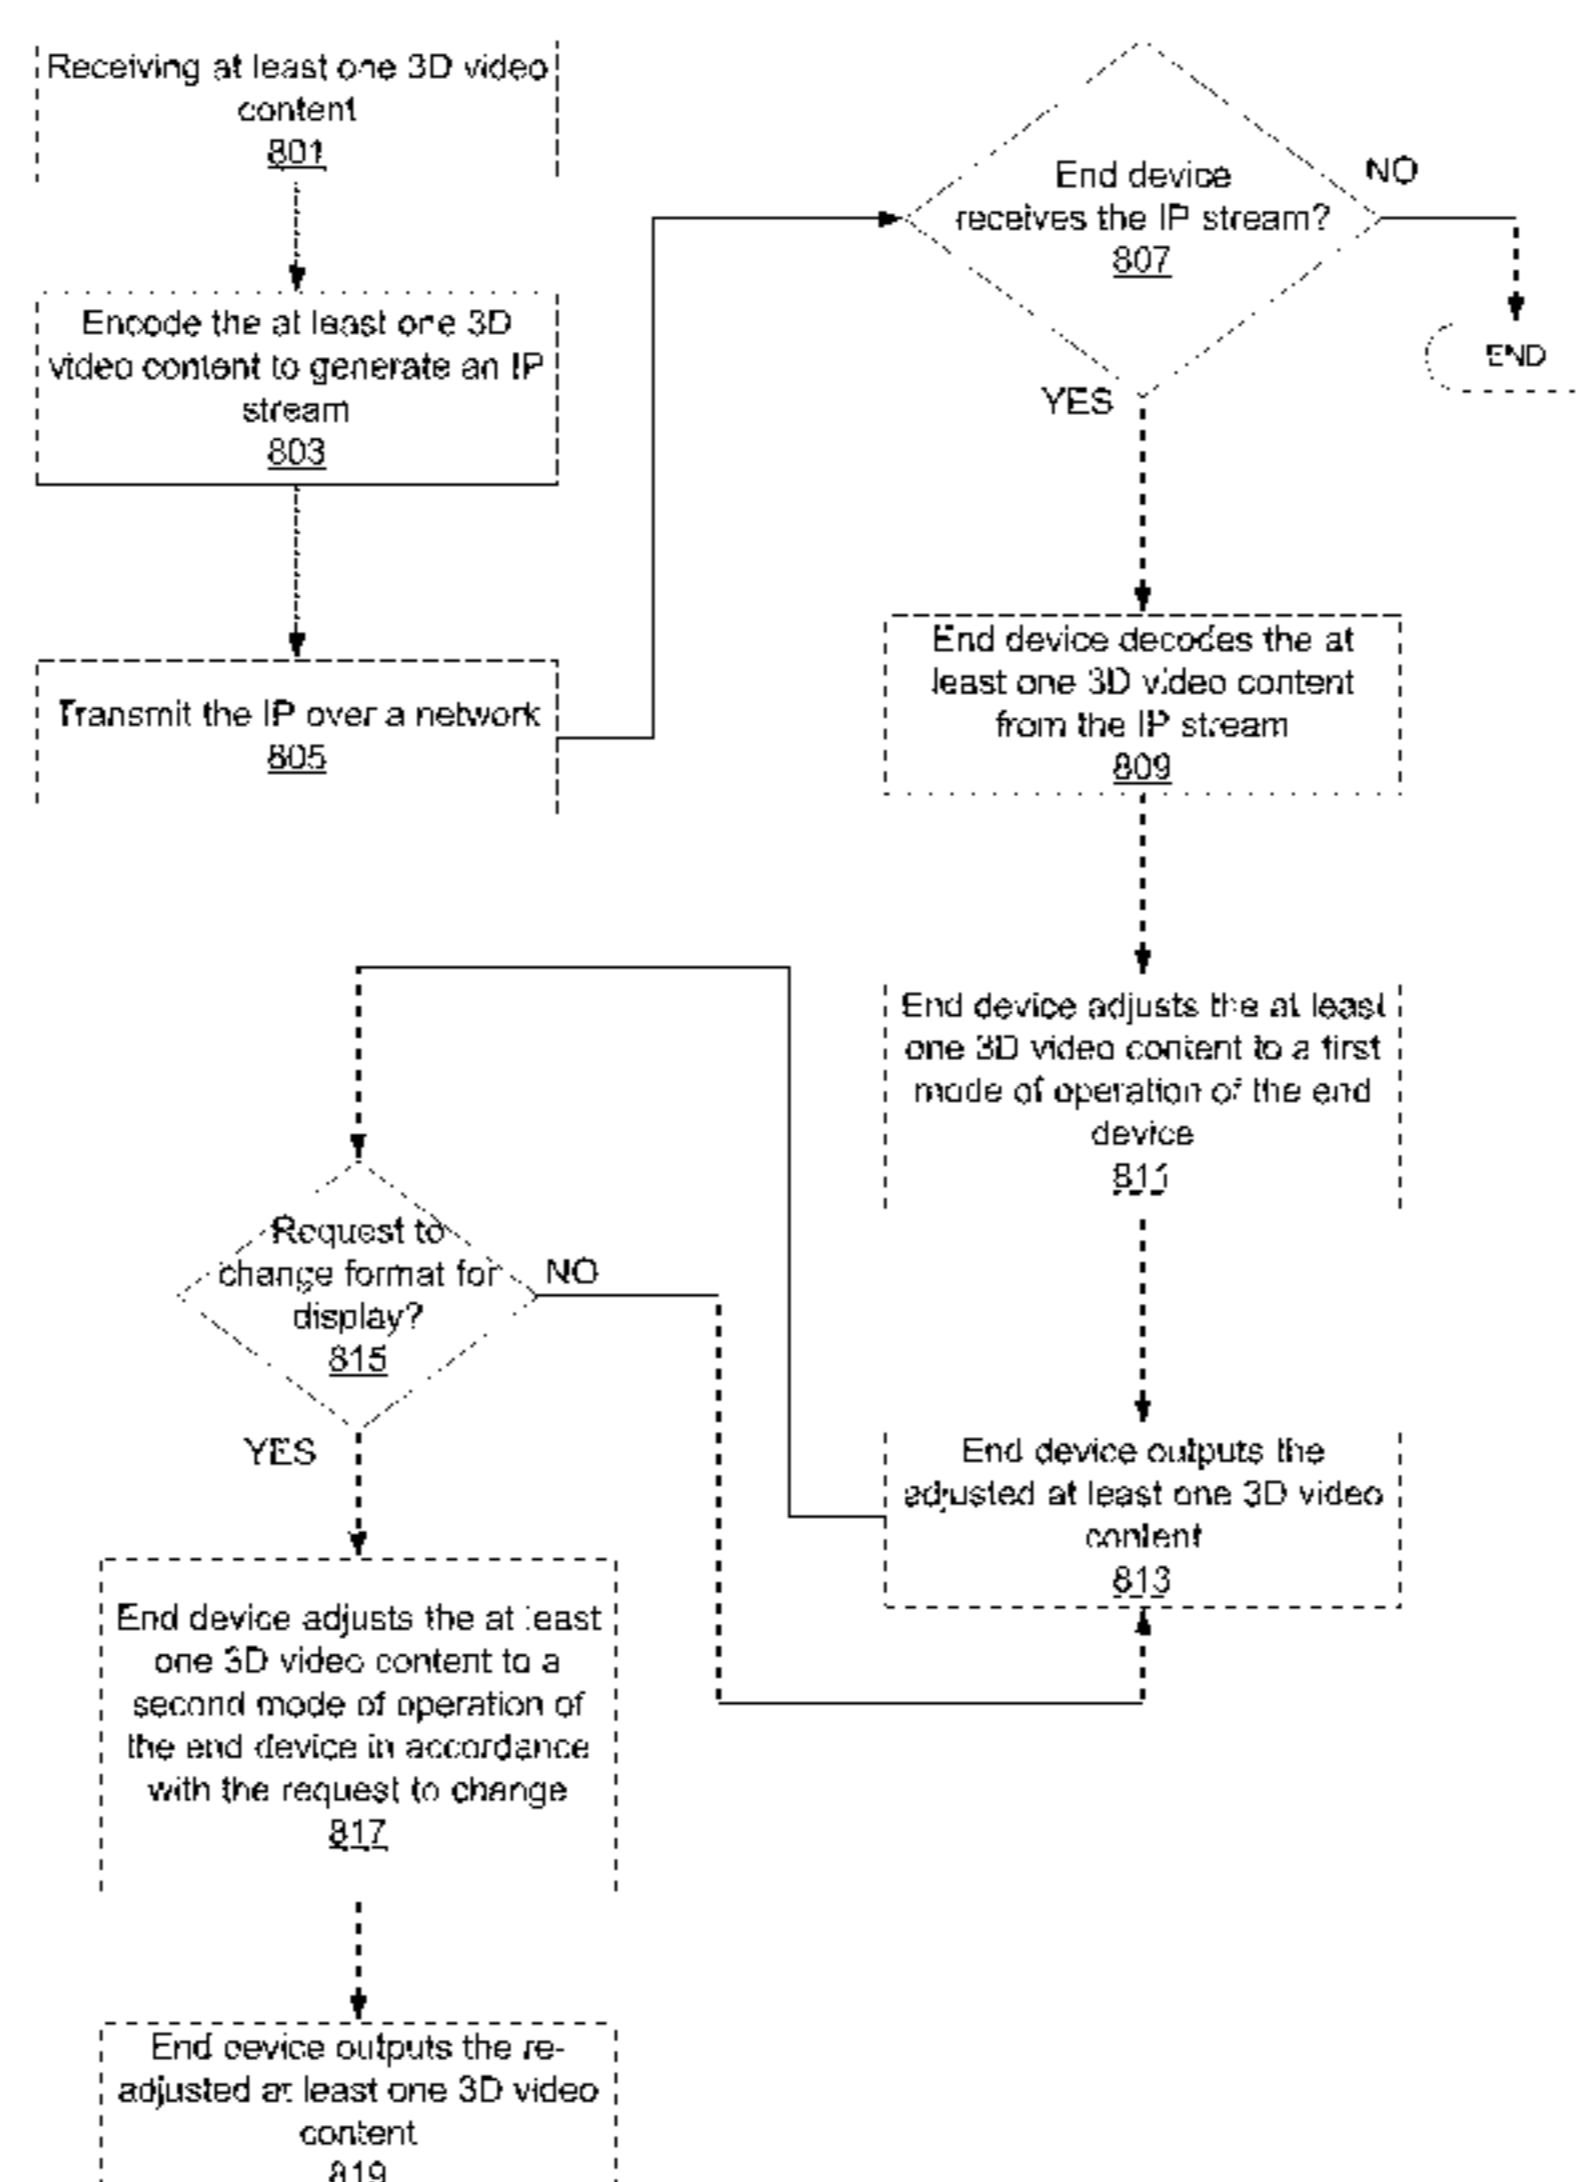 Receiving at least one 3D video
content
801
Encode the at least one 3D
video content to generate an IP
stream
803
Transmit the IP over a network
805
End device
receives the IP stream?
807
NO
END
YES
End device decodes the at
least one 3D video content
from the IP stream
809
End device adjusts the at least
one 3D video content to a first
mode of operation of the end
device
811
End device outputs the
adjusted at least one 3D video
content
813
Request to
change format for
display?
815
NO
YES
End device adjusts the at least
one 3D video content to a
second mode of operation of
the end device in accordance
with the request to change
817
End device outputs the re-
adjusted at least one 3D video
content
819